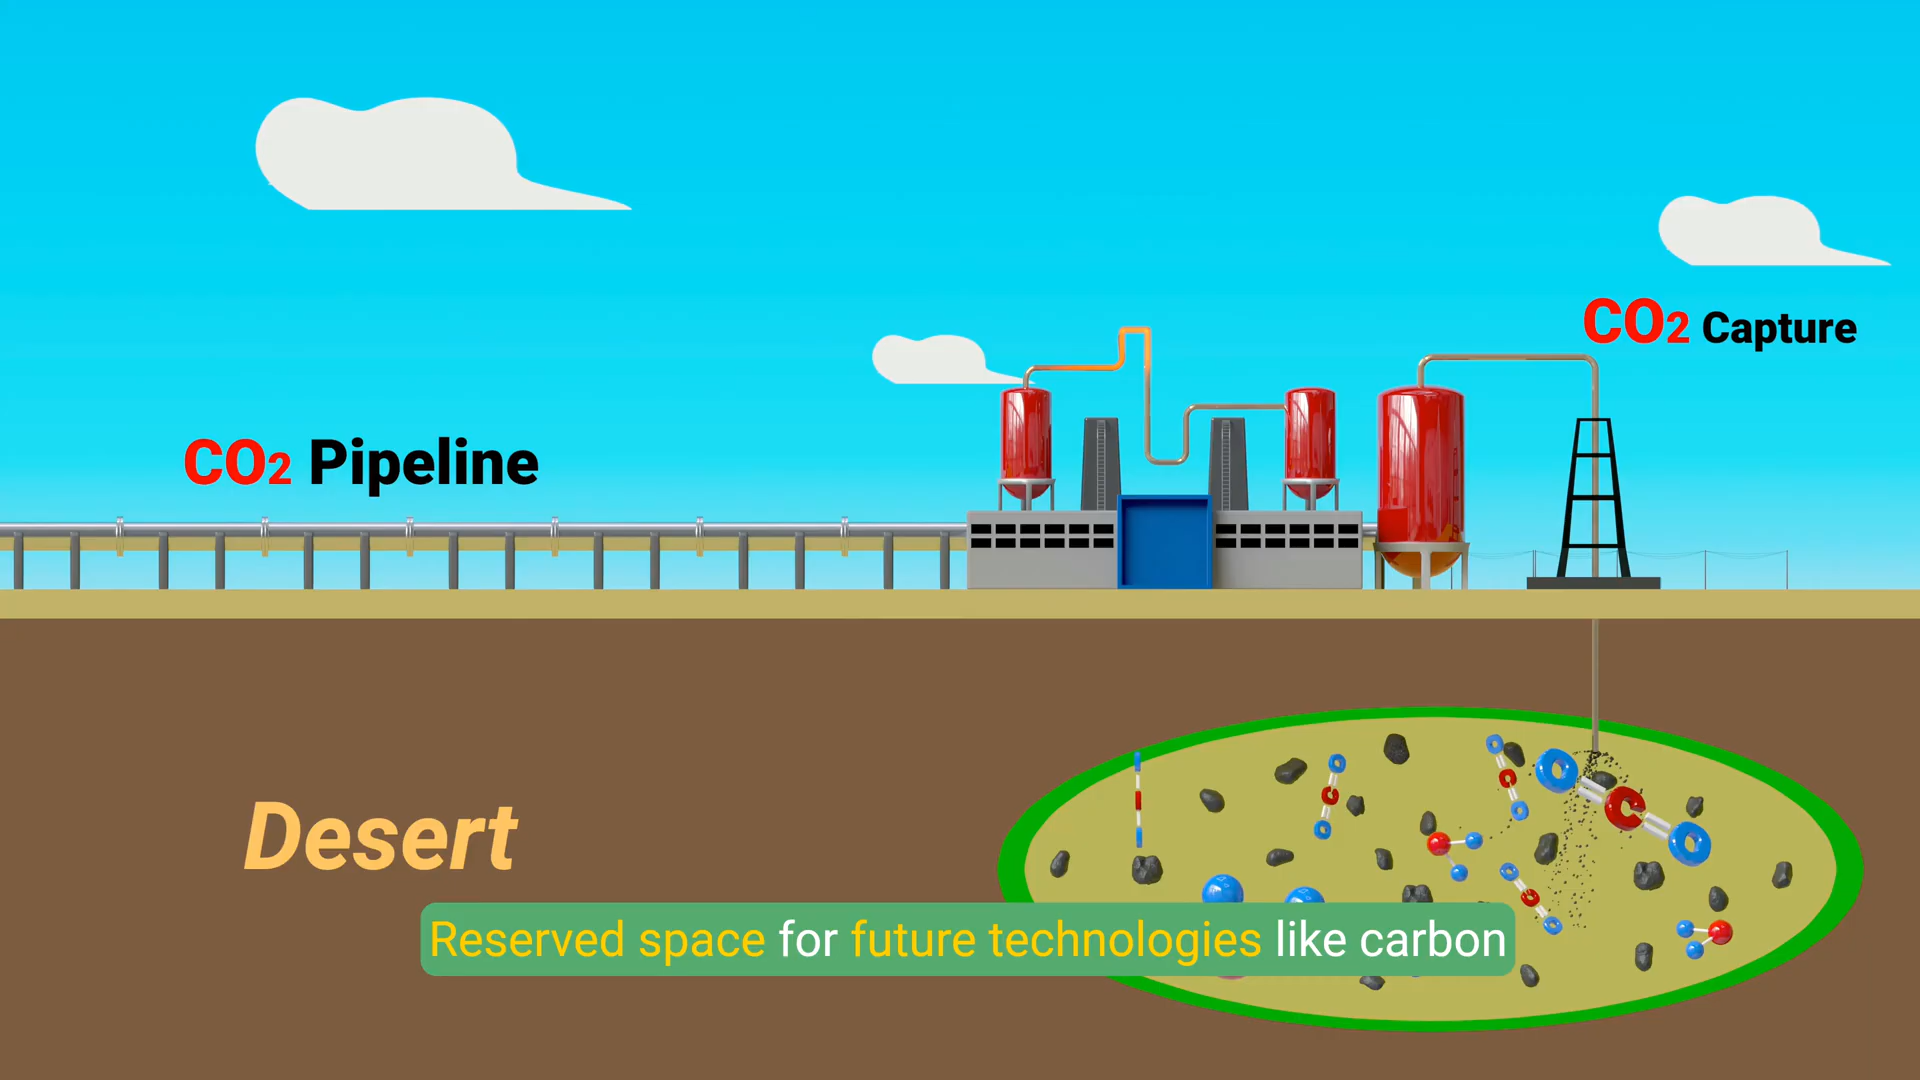 CO2 Capture
CO2 Pipeline
Desert
Reserved space for future technologies like carbon